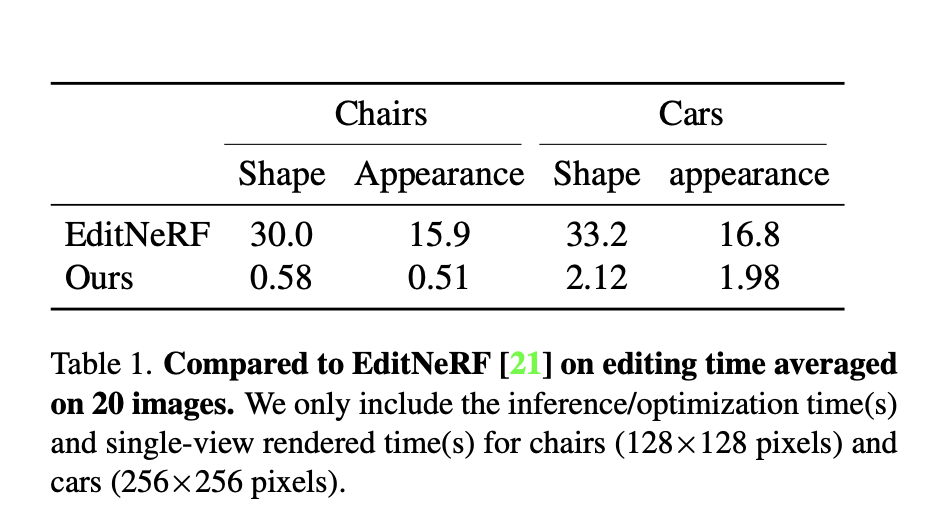 Chairs Cars
Shape Appearance Shape appearance
EditNeRF 30.0 15.9 33.2 16.8
Ours 0.58 0.51 2.12 1.98
Table 1. Compared to EditNeRF [21] on editing time averaged
on 20 images. We only include the inference/optimization time(s)
and single-view rendered time(s) for chairs (128×128 pixels) and
cars (256×256 pixels).